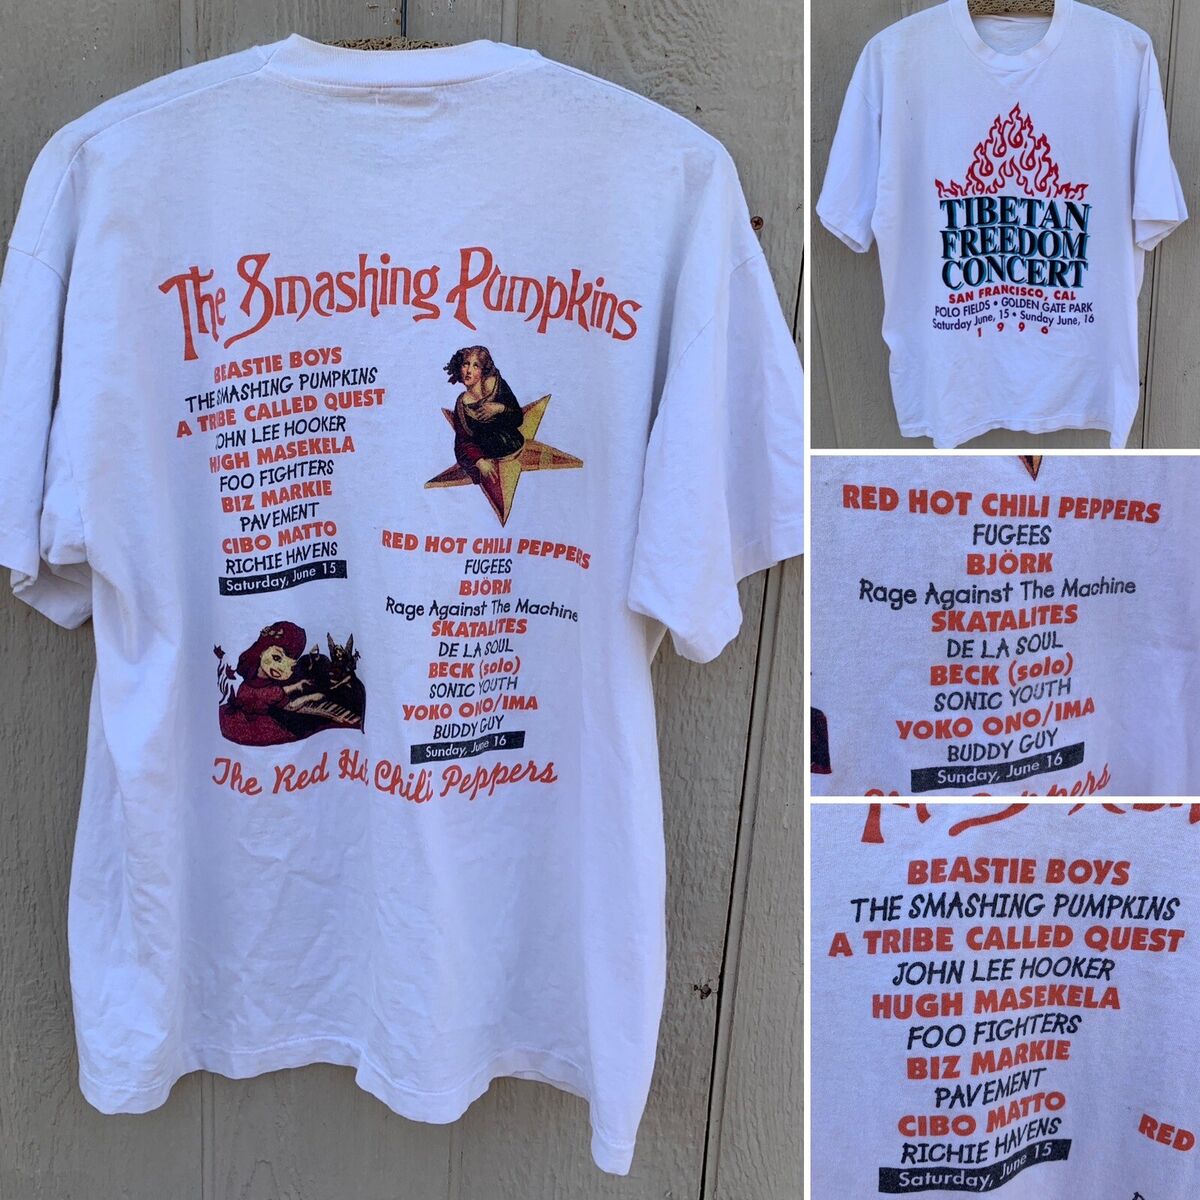 The Smashing Pumpkins
BEASTIE BOYS
THE SMASHING PUMPKINS
A TRIBE CALLED QUEST
JOHN LEE HOOKER
HUGH MASEKELA
FOO FIGHTERS
BIZ MARKIE
PAVEMENT
CIBO MATTO
RICHIE HAVENS
Saturday, June 15
RED HOT CHILI PEPPERS
FUGEES
BJÖRK
Rage Against The Machine
SKATALITES
DE LA SOUL
BECK (solo)
SONIC YOUTH
YOKO ONO/IMA
BUDDY GUY
Sunday, June 16
The Red Hot Chili Peppers
TIBETAN
FREEDOM
CONCERT
SAN FRANCISCO, CAL
POLO FIELDS • GOLDEN GATE PARK
Saturday June, 15 • Sunday June, 16
1996
RED HOT CHILI PEPPERS
FUGEES
BJÖRK
Rage Against The Machine
SKATALITES
DE LA SOUL
BECK (solo)
SONIC YOUTH
YOKO ONO/IMA
BUDDY GUY
Sunday, June 16
BEASTIE BOYS
THE SMASHING PUMPKINS
A TRIBE CALLED QUEST
JOHN LEE HOOKER
HUGH MASEKELA
FOO FIGHTERS
BIZ MARKIE
PAVEMENT
CIBO MATTO
RICHIE HAVENS
Saturday, June 15
RED